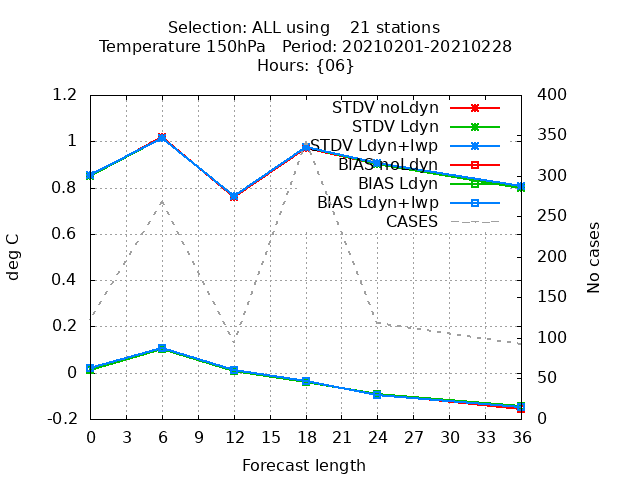 Selection: ALL using 21 stations
Temperature 150hPa Period: 20210201-20210228
Hours: {06}
STDV noLdyn
STDV Ldyn
STDV Ldyn+lwp
BIAS noLdyn
BIAS Ldyn
BIAS Ldyn+lwp
CASES
1.2
1
0.8
0.6
0.4
0.2
0
-0.2
deg C
400
350
300
250
200
150
100
50
0
No cases
0 3 6 9 12 15 18 21 24 27 30 33 36
Forecast length